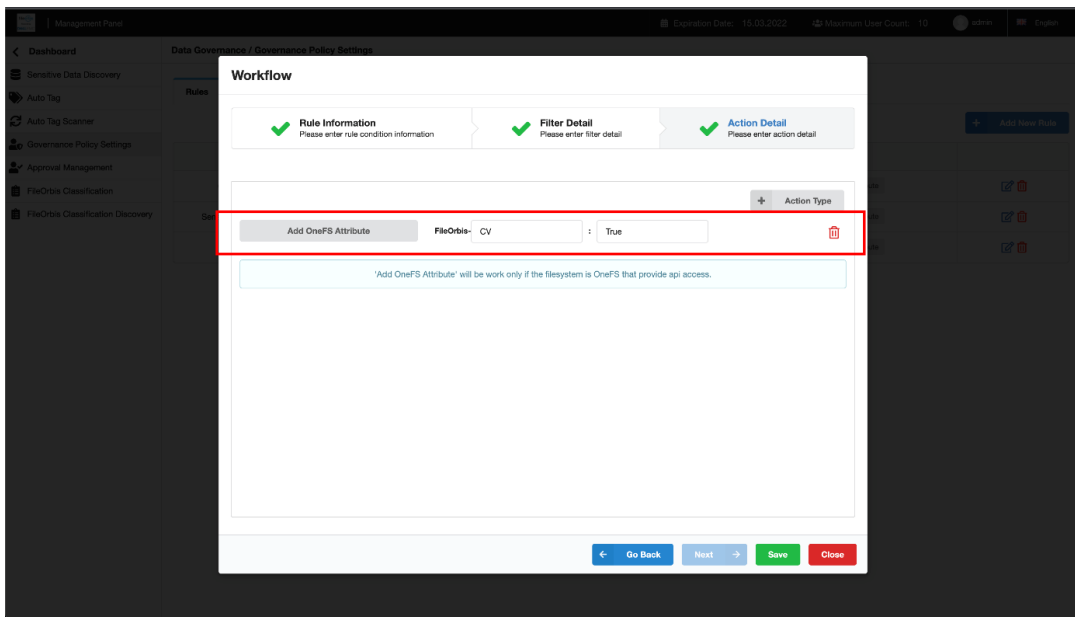 Management Panel
Expiration Date: 15.03.2022
Maximum User Count: 10
admin
English
Dashboard
Data Governance / Governance Policy Settings
Sensitive Data Discovery
Auto Tag
Auto Tag Scanner
Governance Policy Settings
Approval Management
FileOrbis Classification
FileOrbis Classification Discovery
Rules
+ Add New Rule
Workflow
Rule Information
Please enter rule condition information
Filter Detail
Please enter filter detail
Action Detail
Please enter action detail
+ Action Type
Add OneFS Attribute FileOrbis- CV : True
'Add OneFS Attribute' will be work only if the filesystem is OneFS that provide api access.
← Go Back
Next →
Save
Close